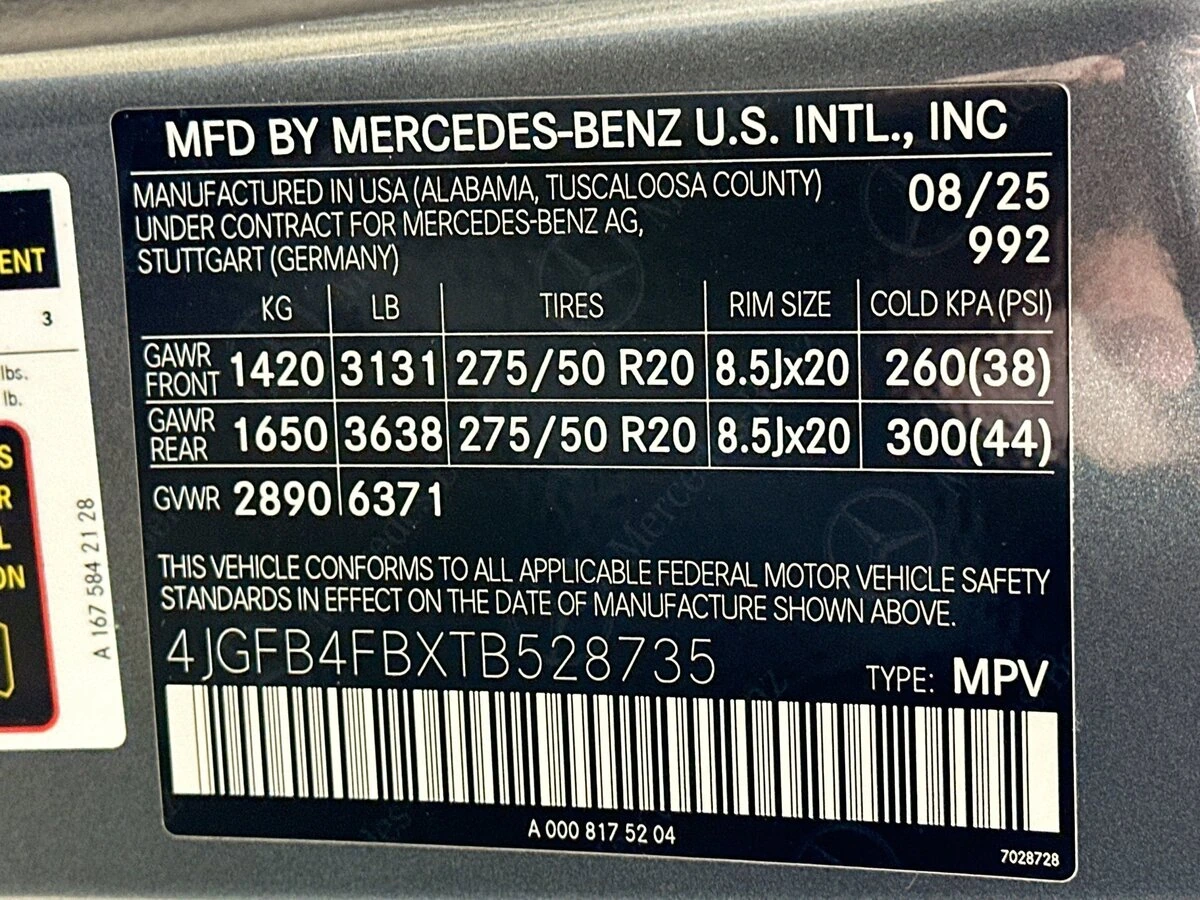 MFD BY MERCEDES-BENZ U.S. INTL., INC
MANUFACTURED IN USA (ALABAMA, TUSCALOOSA COUNTY) 08/25
UNDER CONTRACT FOR MERCEDES-BENZ AG, 992
STUTTGART (GERMANY)
KG LB TIRES RIM SIZE COLD KPA (PSI)
GAWR FRONT 1420 3131 275/50 R20 8.5Jx20 260(38)
GAWR REAR 1650 3638 275/50 R20 8.5Jx20 300(44)
GVWR 2890 6371
THIS VEHICLE CONFORMS TO ALL APPLICABLE FEDERAL MOTOR VEHICLE SAFETY
STANDARDS IN EFFECT ON THE DATE OF MANUFACTURE SHOWN ABOVE.
4JGFB4FBXTB528735 TYPE: MPV
A 000 817 52 04
7028728
ENT
3
lbs.
lb.
S
R
L
ON
A 167 584 21 28